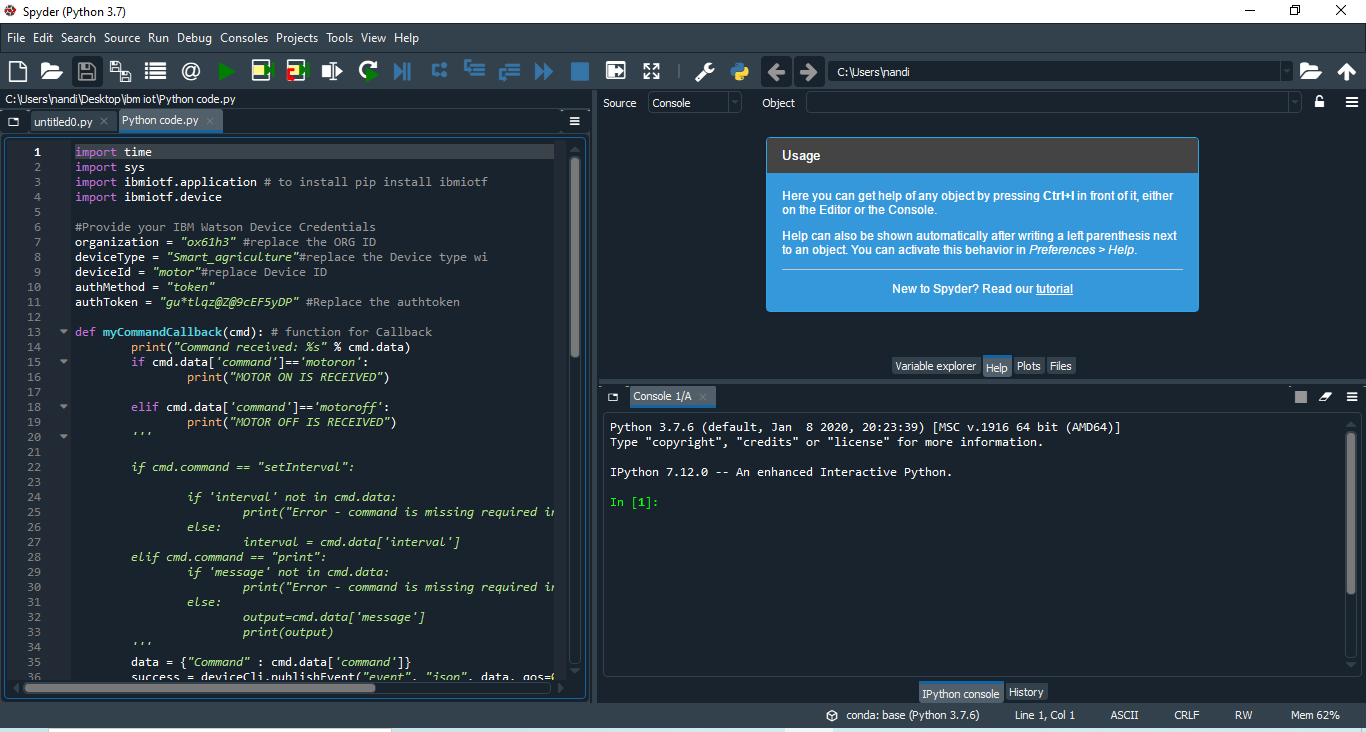 Spyder (Python 3.7)
File Edit Search Source Run Debug Consoles Projects Tools View Help
C:\Users\nandi
C:\Users\nandi\Desktop\ibm iot\Python code.py
untitled0.py Python code.py
1 import time
2 import sys
3 import ibmiotf.application # to install pip install ibmiotf
4 import ibmiotf.device
5
6 #Provide your IBM Watson Device Credentials
7 organization = "ox61h3" #replace the ORG ID
8 deviceType = "Smart_agriculture"#replace the Device type wi
9 deviceId = "motor"#replace Device ID
10 authMethod = "token"
11 authToken = "gu*tlqz@Z@9cEF5yDP" #Replace the authtoken
12
13 def myCommandCallback(cmd): # function for Callback
14 print("Command received: %s" % cmd.data)
15 if cmd.data['command']=='motoron':
16 print("MOTOR ON IS RECEIVED")
17
18 elif cmd.data['command']=='motoroff':
19 print("MOTOR OFF IS RECEIVED")
20 '''
21
22 if cmd.command == "setInterval":
23
24 if 'interval' not in cmd.data:
25 print("Error - command is missing required in
26 else:
27 interval = cmd.data['interval']
28 elif cmd.command == "print":
29 if 'message' not in cmd.data:
30 print("Error - command is missing required in
31 else:
32 output=cmd.data['message']
33 print(output)
34 '''
35 data = {"Command" : cmd.data['command']}
36 success = deviceCli.publishEvent("event", "json", data, qos=0
Source Console Object
Usage
Here you can get help of any object by pressing Ctrl+I in front of it, either
on the Editor or the Console.
Help can also be shown automatically after writing a left parenthesis next
to an object. You can activate this behavior in Preferences > Help.
New to Spyder? Read our tutorial
Variable explorer Help Plots Files
Console 1/A
Python 3.7.6 (default, Jan  8 2020, 20:23:39) [MSC v.1916 64 bit (AMD64)]
Type "copyright", "credits" or "license" for more information.
IPython 7.12.0 -- An enhanced Interactive Python.
In [1]:
IPython console History
conda: base (Python 3.7.6) Line 1, Col 1 ASCII CRLF RW Mem 62%